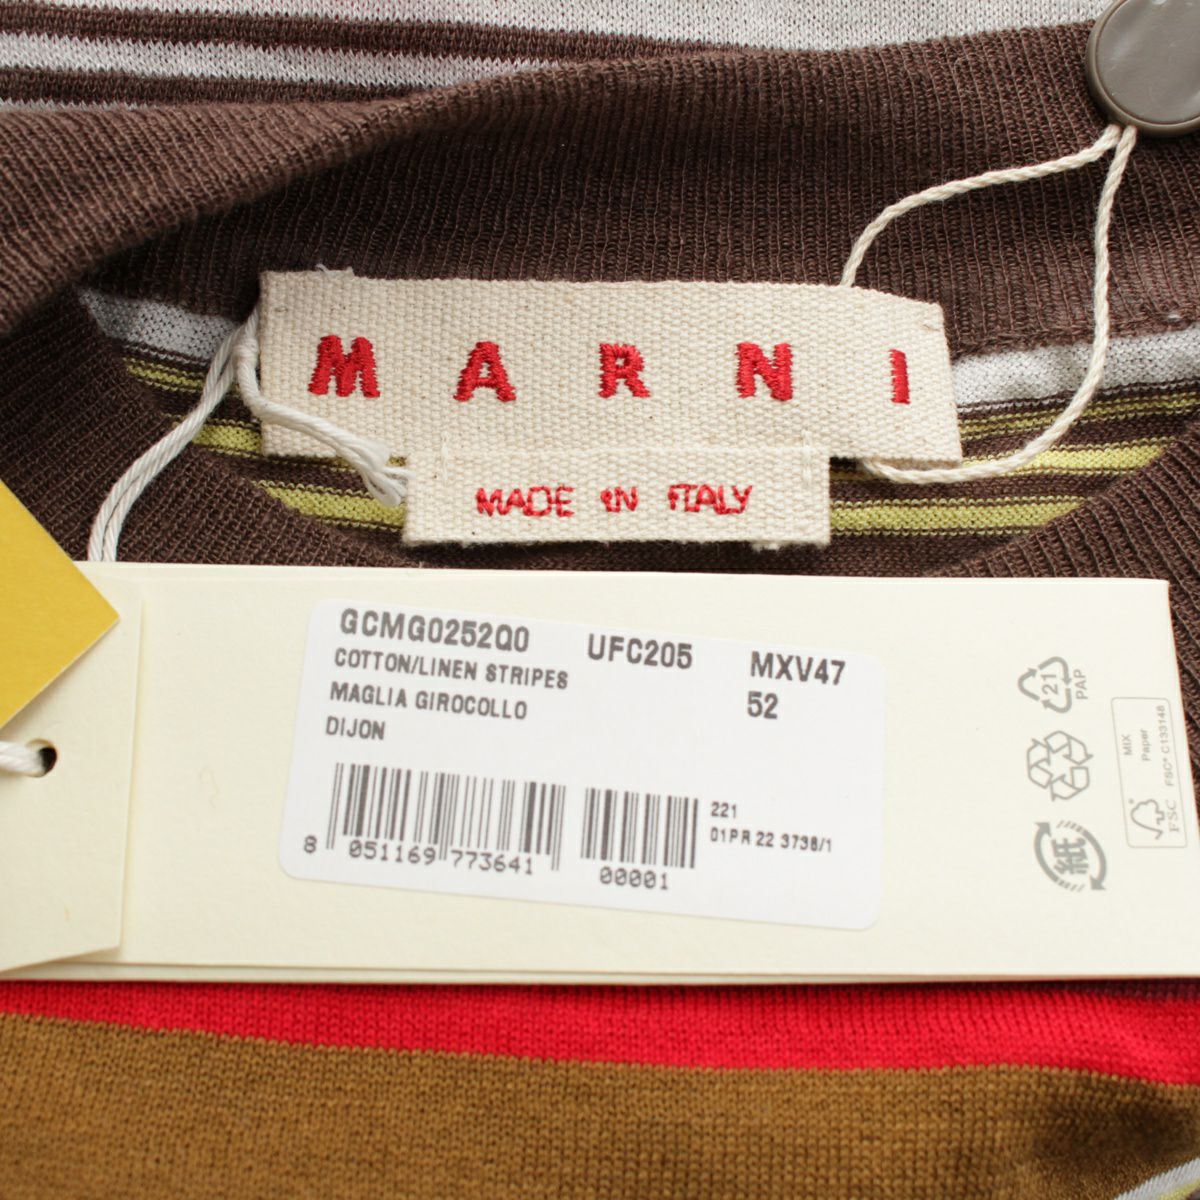 MARNI
MADE IN ITALY
GCMG0252Q0 UFC205 MXV47
COTTON/LINEN STRIPES 52
MAGLIA GIROCOLLO
DIJON
221
01PR 22 3738/1
8 051169 773641 00001
21
PAP
紙
MIX
Paper
FSC® C133148
FSC